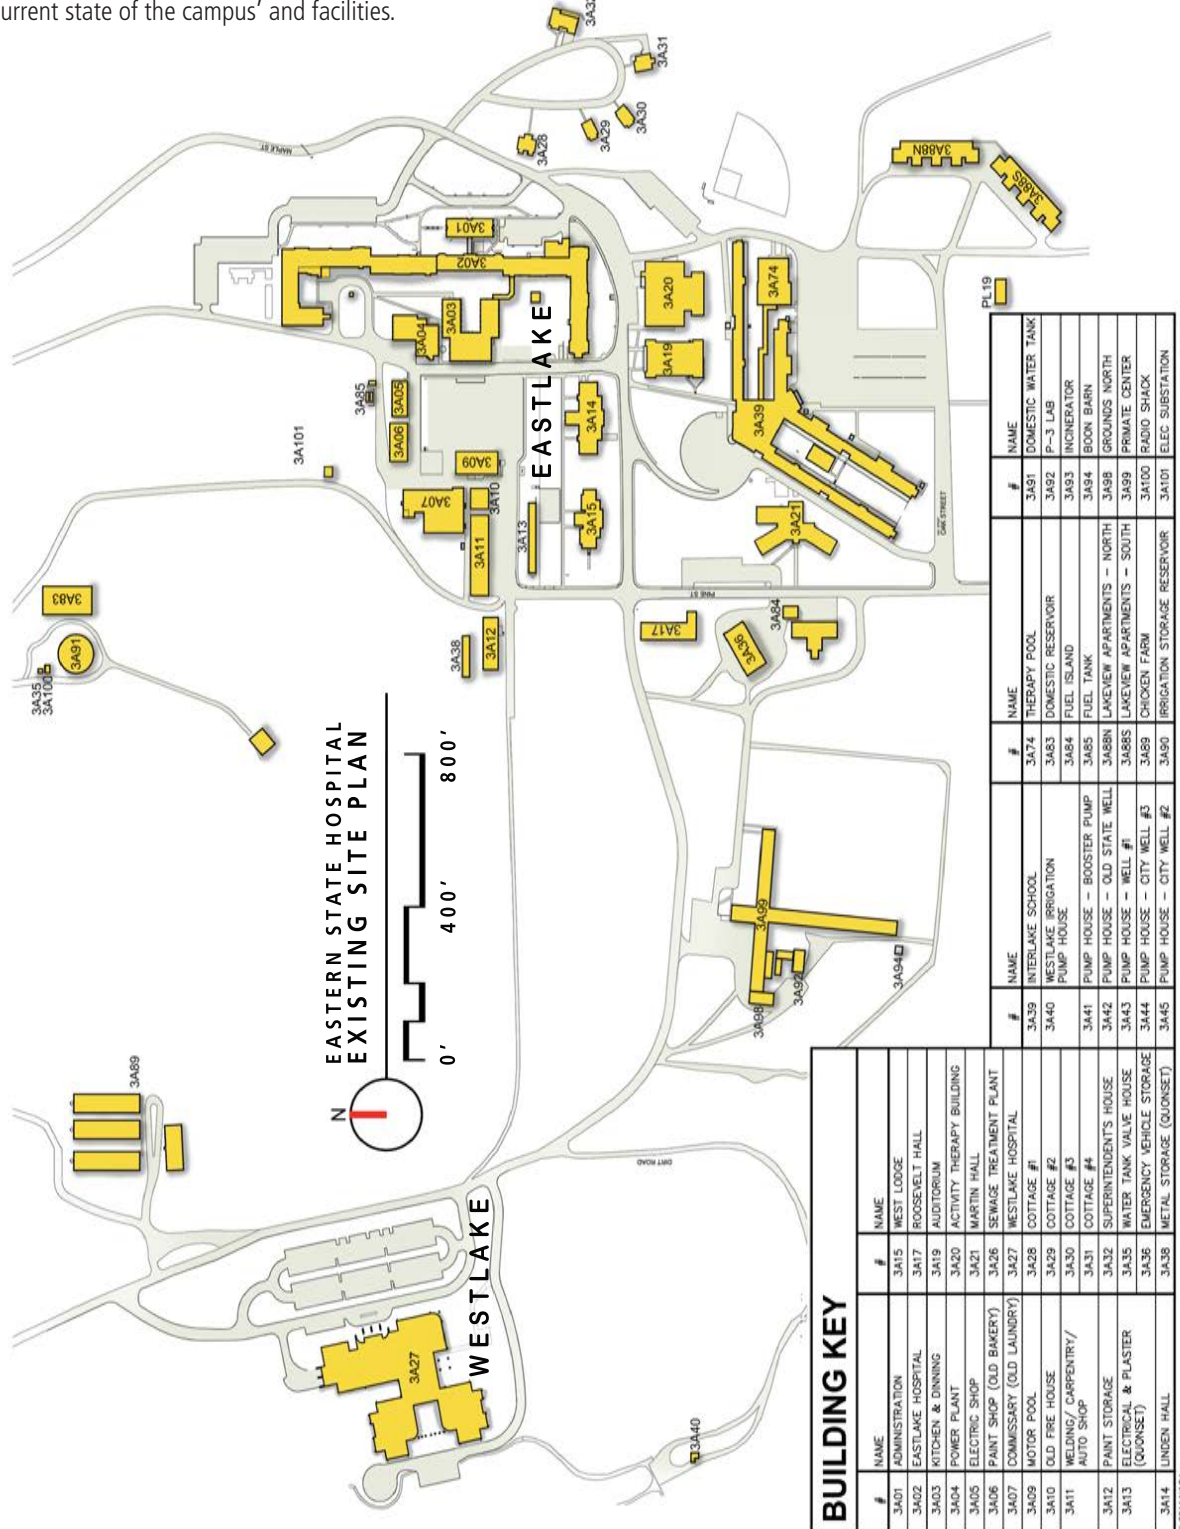 urrent state of the campus' and facilities.
EASTERN STATE HOSPITAL
EXISTING SITE PLAN
0'
400'
800'
N
WESTLAKE
EASTLAKE
MAPLE ST
PINE ST
OAK STREET
DIRT ROAD
3A31
3A30
3A29
3A28
3A01
3A02
3A03
3A04
3A05
3A06
3A85
3A101
3A09
3A07
3A10
3A11
3A13
3A14
3A15
3A12
3A38
3A20
3A19
3A74
3A39
3A21
3A88N
3A88S
PL19
3A17
3A36
3A84
3A83
3A91
3A35
3A100
3A89
3A99
3A98
3A92
3A94
3A27
3A40
BUILDING KEY
# NAME
3A01 ADMINISTRATION
3A02 EASTLAKE HOSPITAL
3A03 KITCHEN & DINNING
3A04 POWER PLANT
3A05 ELECTRIC SHOP
3A06 PAINT SHOP (OLD BAKERY)
3A07 COMMISSARY (OLD LAUNDRY)
3A09 MOTOR POOL
3A10 OLD FIRE HOUSE
3A11 WELDING/ CARPENTRY/
AUTO SHOP
3A12 PAINT STORAGE
3A13 ELECTRICAL & PLASTER
(QUONSET)
3A14 LINDEN HALL
# NAME
3A15 WEST LODGE
3A17 ROOSEVELT HALL
3A19 AUDITORIUM
3A20 ACTIVITY THERAPY BUILDING
3A21 MARTIN HALL
3A26 SEWAGE TREATMENT PLANT
3A27 WESTLAKE HOSPITAL
3A28 COTTAGE #1
3A29 COTTAGE #2
3A30 COTTAGE #3
3A31 COTTAGE #4
3A32 SUPERINTENDENT'S HOUSE
3A35 WATER TANK VALVE HOUSE
3A36 EMERGENCY VEHICLE STORAGE
3A38 METAL STORAGE (QUONSET)
# NAME
3A39 INTERLAKE SCHOOL
3A40 WESTLAKE IRRIGATION
PUMP HOUSE
3A41 PUMP HOUSE - BOOSTER PUMP
3A42 PUMP HOUSE - OLD STATE WELL
3A43 PUMP HOUSE - WELL #1
3A44 PUMP HOUSE - CITY WELL #3
3A45 PUMP HOUSE - CITY WELL #2
# NAME
3A74 THERAPY POOL
3A83 DOMESTIC RESERVOIR
3A84 FUEL ISLAND
3A85 FUEL TANK
3A88N LAKEVIEW APARTMENTS - NORTH
3A88S LAKEVIEW APARTMENTS - SOUTH
3A89 CHICKEN FARM
3A90 IRRIGATION STORAGE RESERVOIR
# NAME
3A91 DOMESTIC WATER TANK
3A92 P-3 LAB
3A93 INCINERATOR
3A94 BOON BARN
3A98 GROUNDS NORTH
3A99 PRIMATE CENTER
3A100 RADIO SHACK
3A101 ELEC SUBSTATION